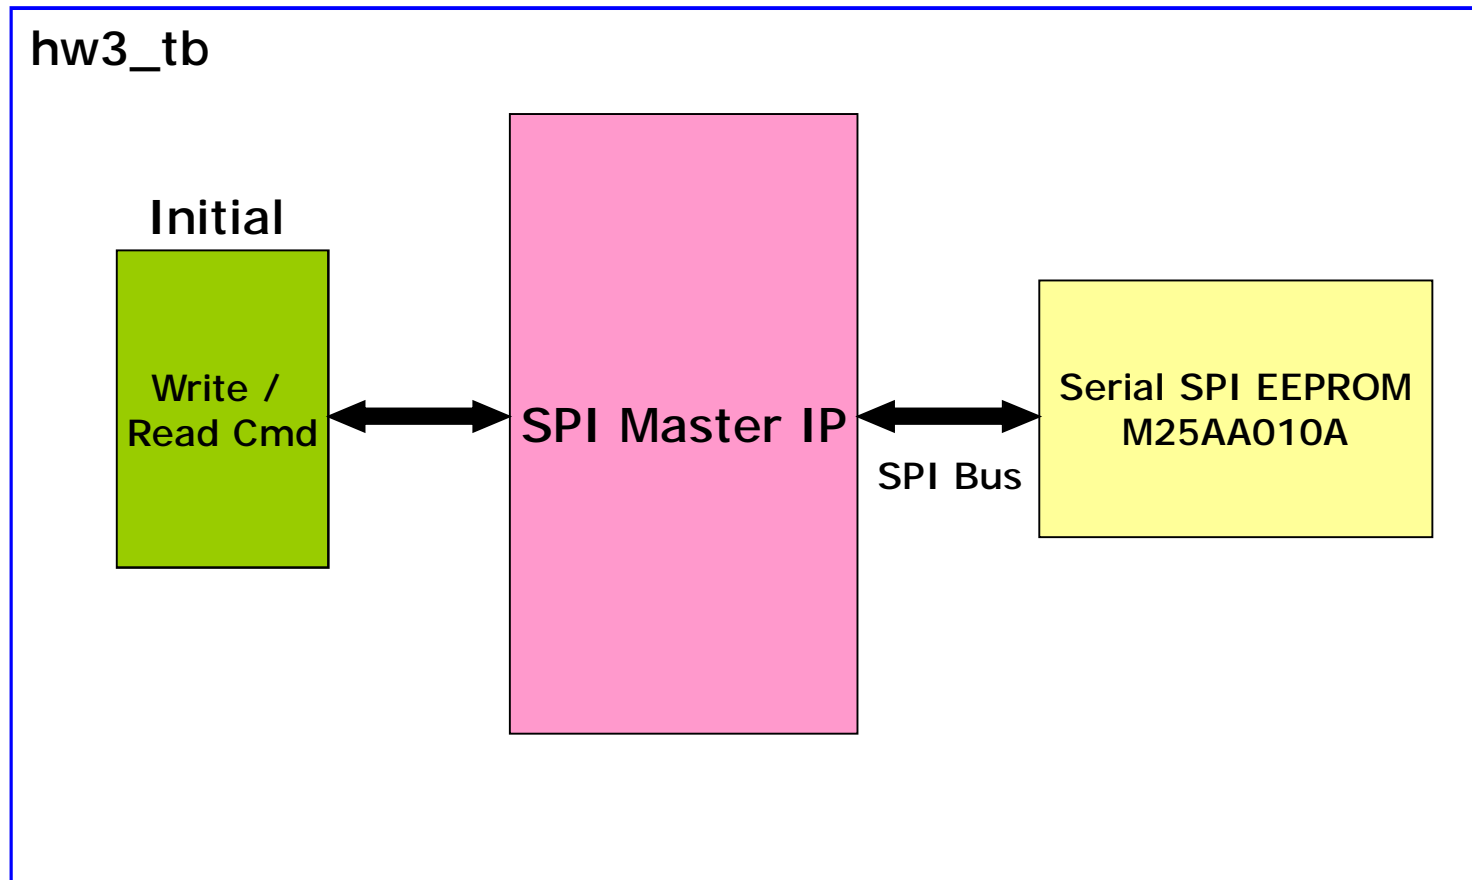 hw3_tb
Initial
Write /
Read Cmd
SPI Master IP
SPI Bus
Serial SPI EEPROM
M25AA010A